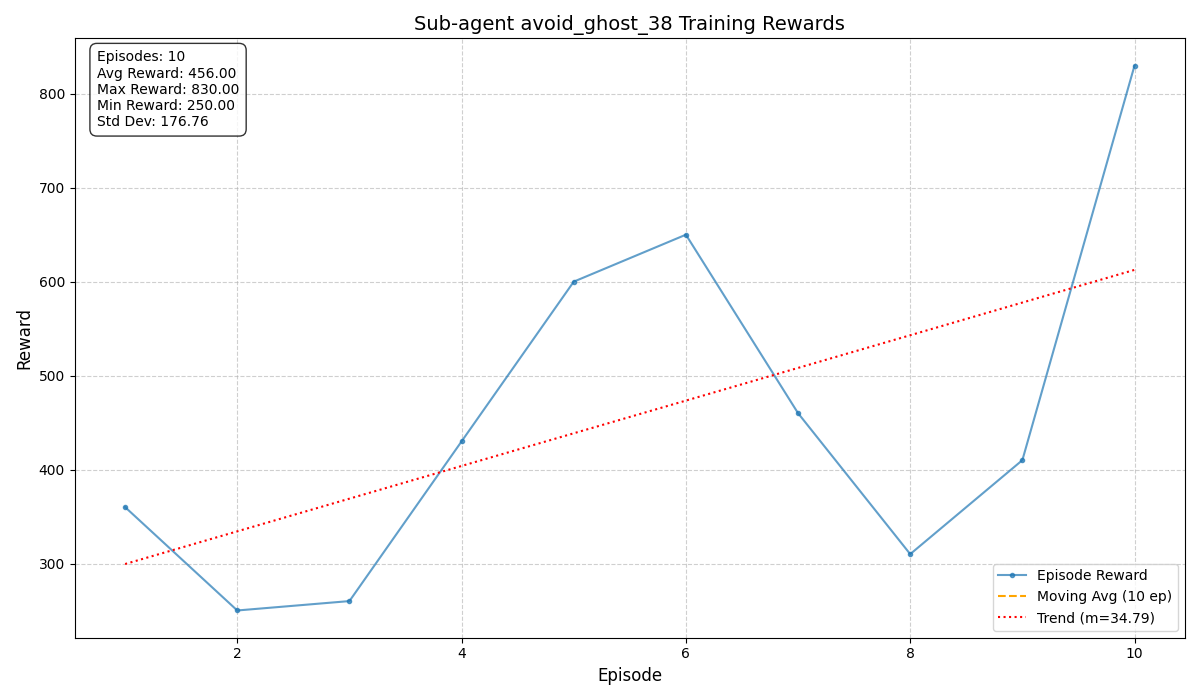 Sub-agent avoid_ghost_38 Training Rewards
Episodes: 10
Avg Reward: 456.00
Max Reward: 830.00
Min Reward: 250.00
Std Dev: 176.76
Reward
800
700
600
500
400
300
2
4
6
8
10
Episode
Episode Reward
Moving Avg (10 ep)
Trend (m=34.79)